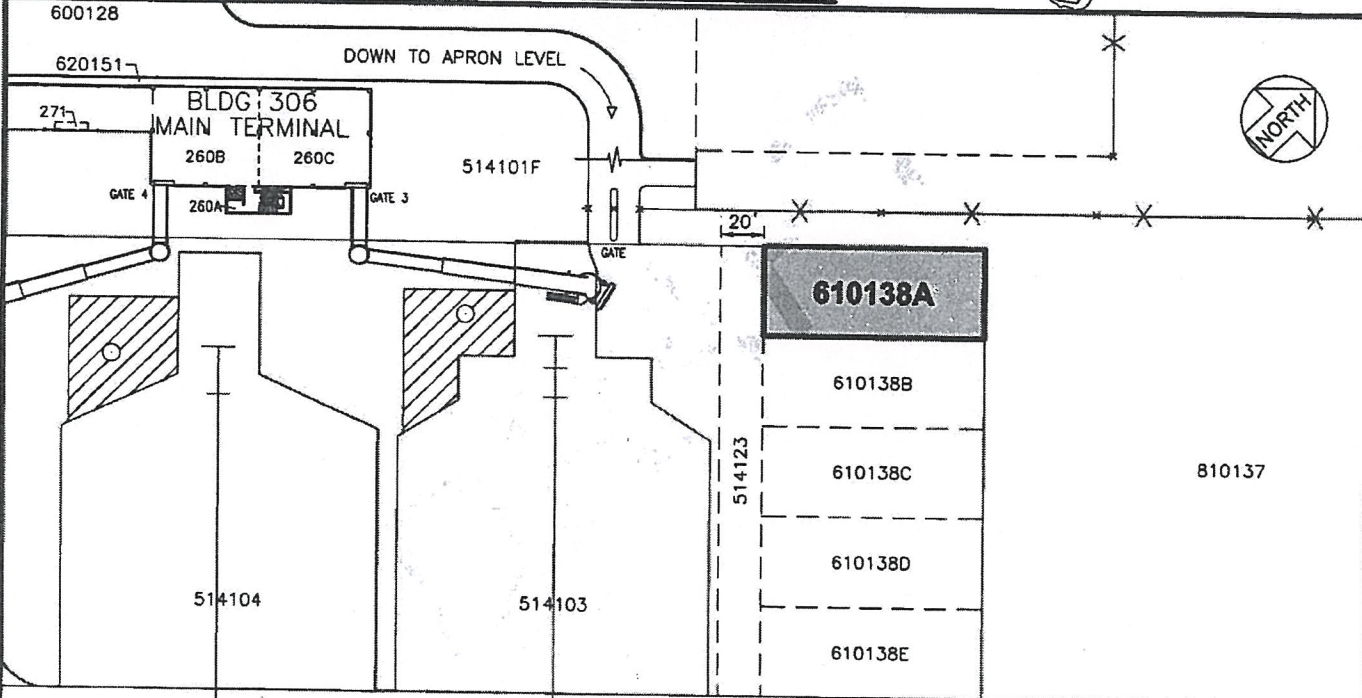 600128
DOWN TO APRON LEVEL
620151
BLDG 306
MAIN TERMINAL
271
260B
260C
514101F
NORTH
GATE 4
260A
GATE 3
20'
GATE
610138A
610138B
514123
610138C
810137
610138D
514104
514103
610138E